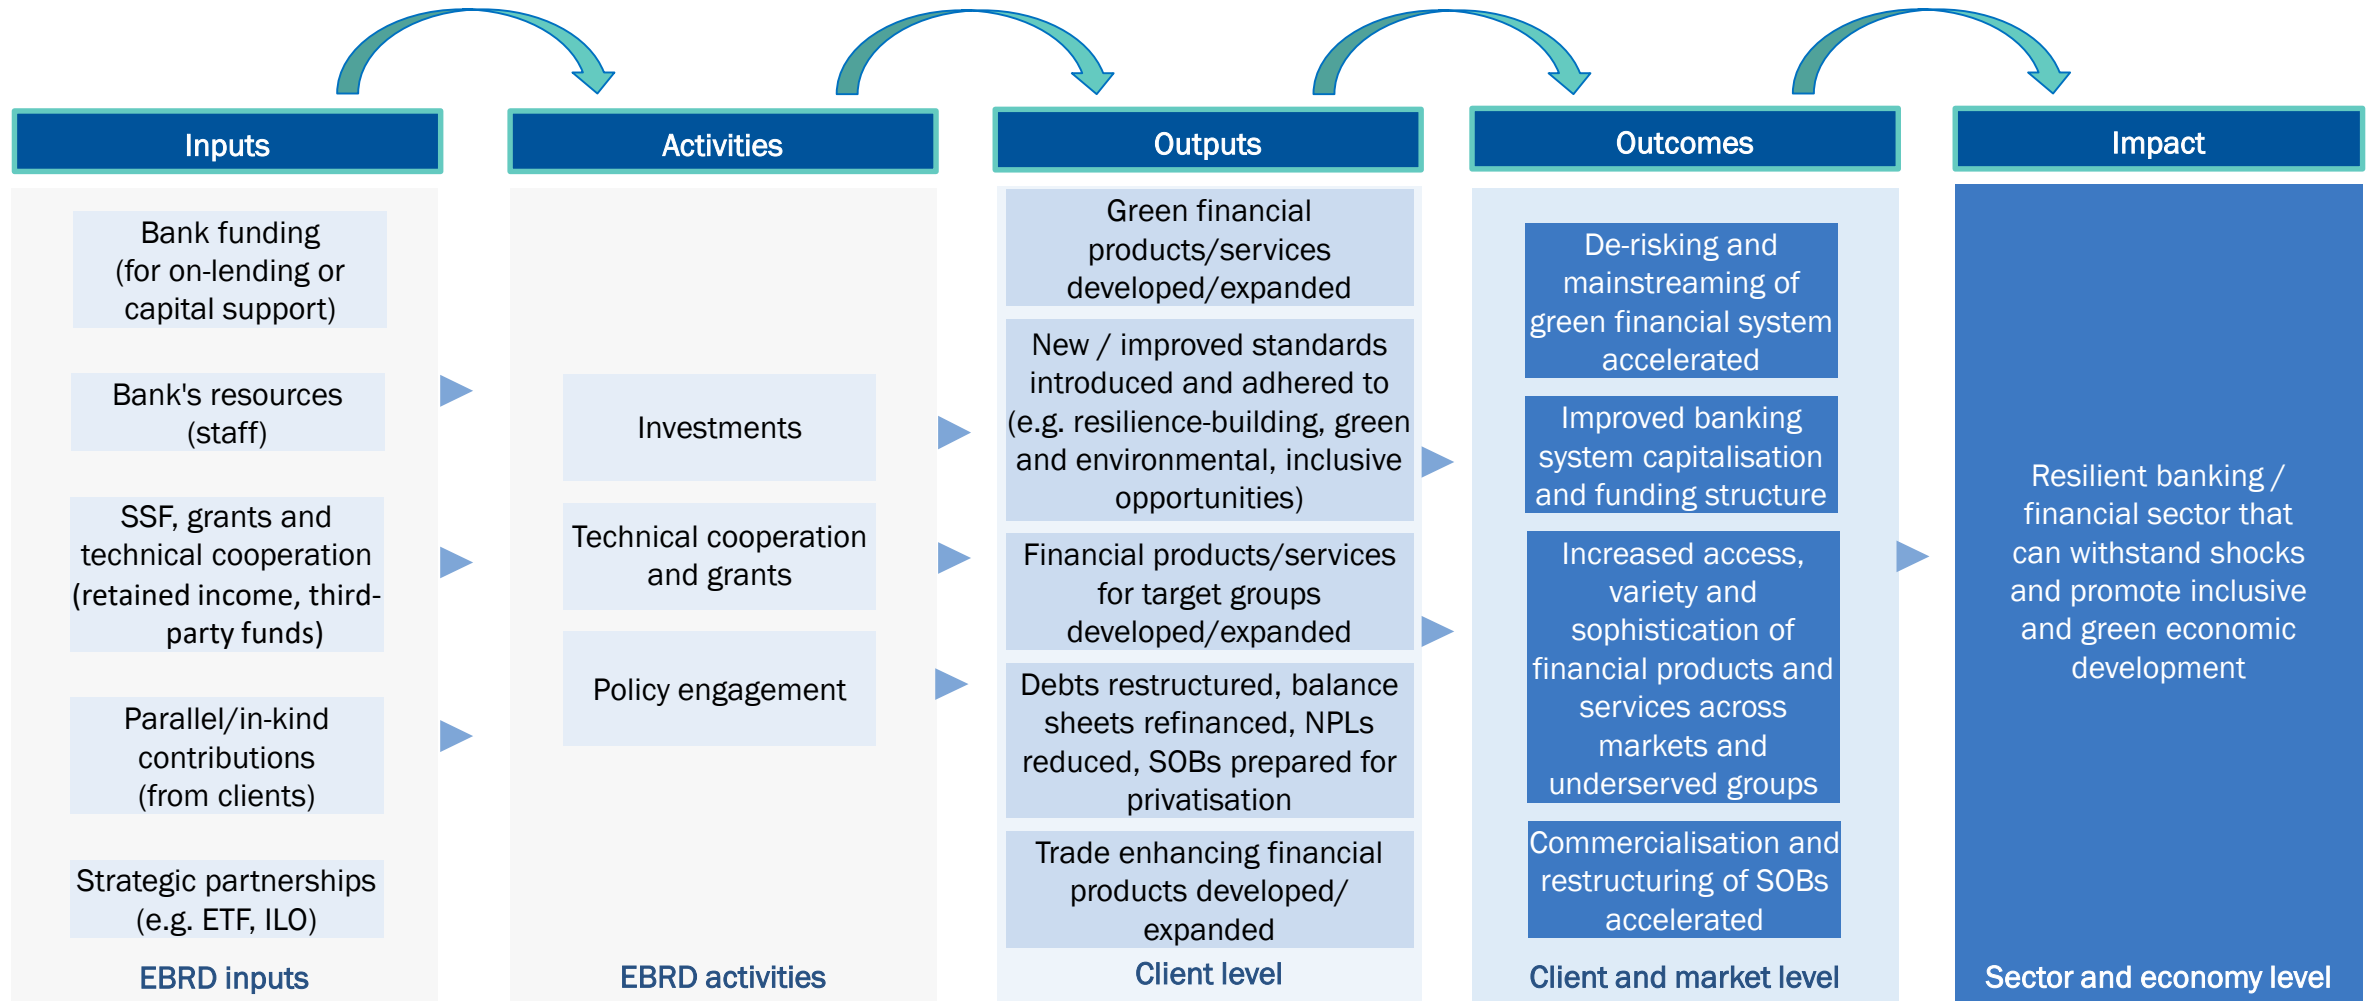 Inputs
Activities
Outputs
Outcomes
Impact
Bank funding
(for on-lending or
capital support)
Bank's resources
(staff)
SSF, grants and
technical cooperation
(retained income, third-
party funds)
Parallel/in-kind
contributions
(from clients)
Strategic partnerships
(e.g. ETF, ILO)
EBRD inputs
Investments
Technical cooperation
and grants
Policy engagement
EBRD activities
Green financial
products/services
developed/expanded
New / improved standards
introduced and adhered to
(e.g. resilience-building, green
and environmental, inclusive
opportunities)
Financial products/services
for target groups
developed/expanded
Debts restructured, balance
sheets refinanced, NPLs
reduced, SOBs prepared for
privatisation
Trade enhancing financial
products developed/
expanded
Client level
De-risking and
mainstreaming of
green financial system
accelerated
Improved banking
system capitalisation
and funding structure
Increased access,
variety and
sophistication of
financial products and
services across
markets and
underserved groups
Commercialisation and
restructuring of SOBs
accelerated
Client and market level
Resilient banking /
financial sector that
can withstand shocks
and promote inclusive
and green economic
development
Sector and economy level